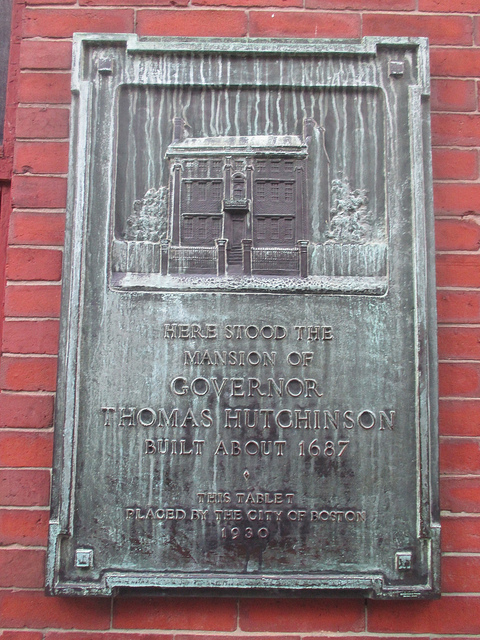 HERE STOOD THE
MANSION OF
GOVERNOR
THOMAS HUTCHINSON
BUILT ABOUT 1687
THIS TABLET
PLACED BY THE CITY OF BOSTON
1930